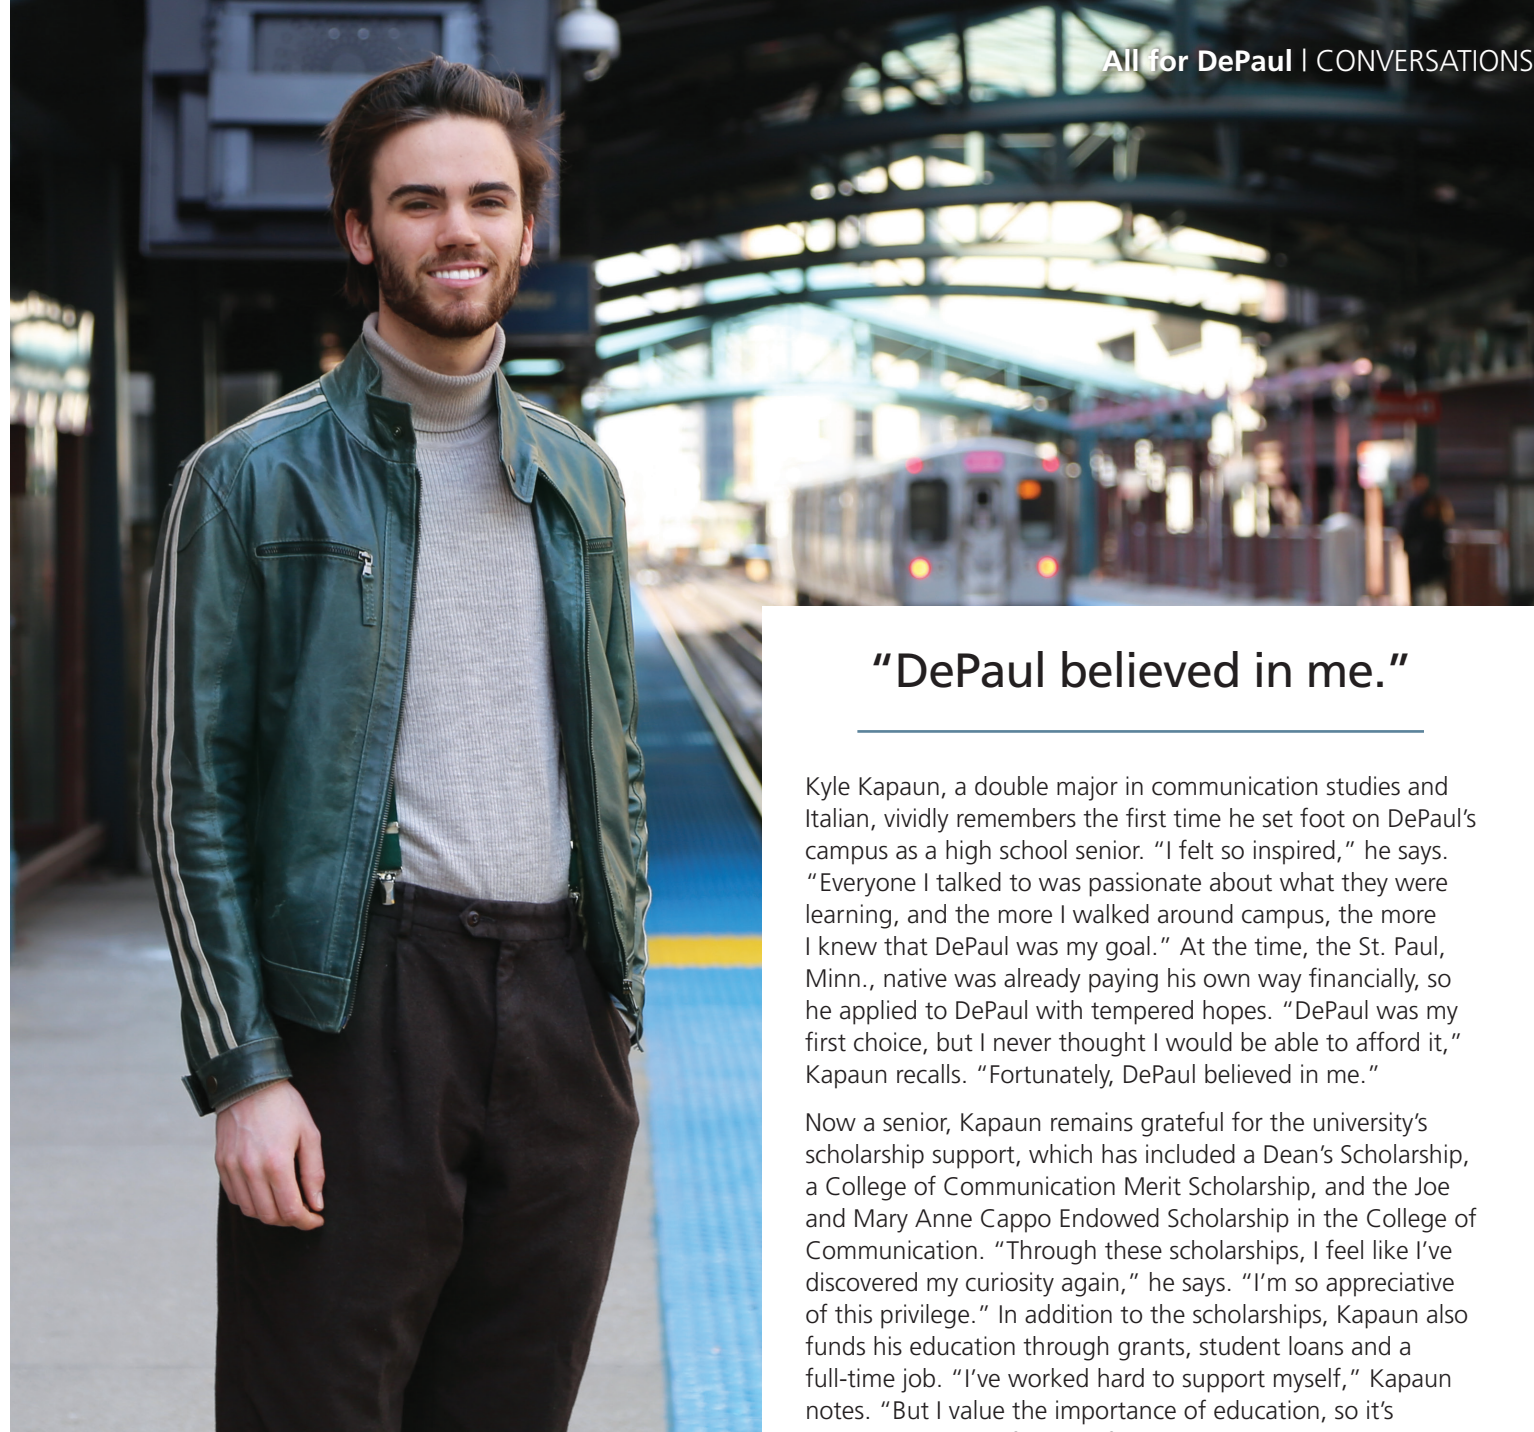 All for DePaul | CONVERSATIONS
“DePaul believed in me.”
Kyle Kapaun, a double major in communication studies and
Italian, vividly remembers the first time he set foot on DePaul’s
campus as a high school senior. “I felt so inspired,” he says.
“Everyone I talked to was passionate about what they were
learning, and the more I walked around campus, the more
I knew that DePaul was my goal.” At the time, the St. Paul,
Minn., native was already paying his own way financially, so
he applied to DePaul with tempered hopes. “DePaul was my
first choice, but I never thought I would be able to afford it,”
Kapaun recalls. “Fortunately, DePaul believed in me.”
Now a senior, Kapaun remains grateful for the university’s
scholarship support, which has included a Dean’s Scholarship,
a College of Communication Merit Scholarship, and the Joe
and Mary Anne Cappo Endowed Scholarship in the College of
Communication. “Through these scholarships, I feel like I’ve
discovered my curiosity again,” he says. “I’m so appreciative
of this privilege.” In addition to the scholarships, Kapaun also
funds his education through grants, student loans and a
full-time job. “I’ve worked hard to support myself,” Kapaun
notes. “But I value the importance of education, so it’s